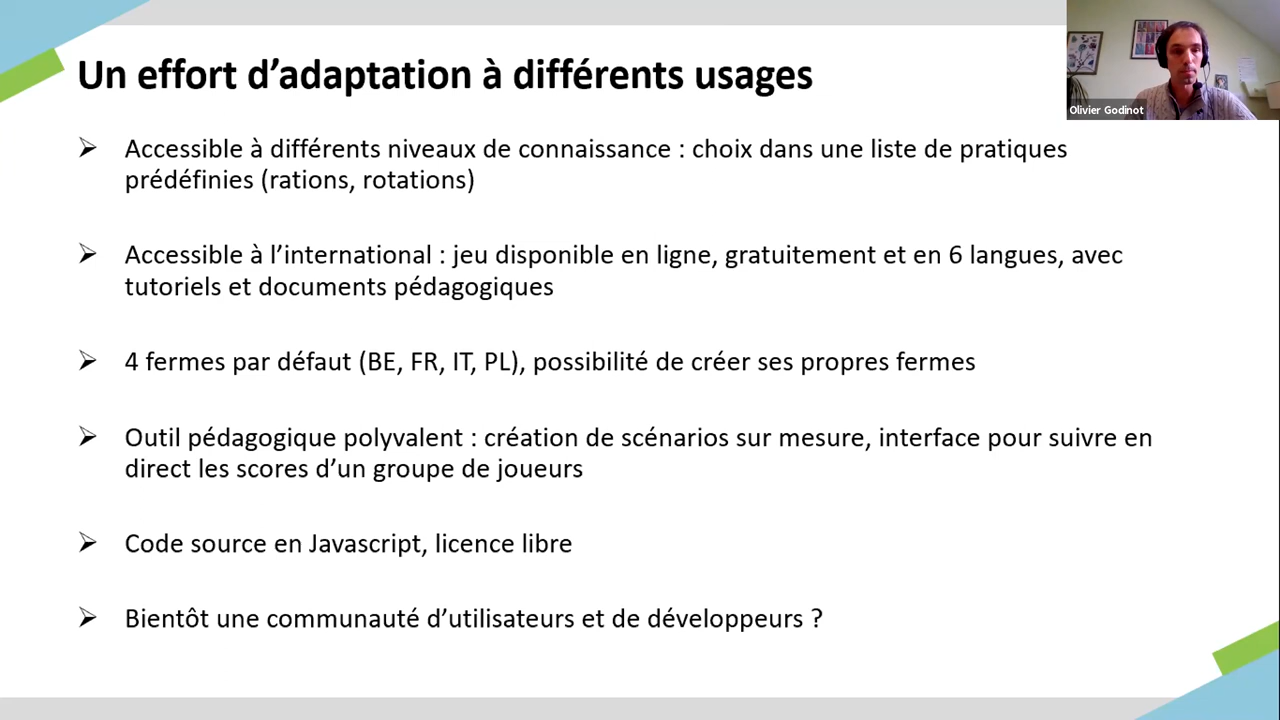 Un effort d’adaptation à différents usages
Olivier Godinot
Accessible à différents niveaux de connaissance : choix dans une liste de pratiques
prédéfinies (rations, rotations)
Accessible à l’international : jeu disponible en ligne, gratuitement et en 6 langues, avec
tutoriels et documents pédagogiques
4 fermes par défaut (BE, FR, IT, PL), possibilité de créer ses propres fermes
Outil pédagogique polyvalent : création de scénarios sur mesure, interface pour suivre en
direct les scores d’un groupe de joueurs
Code source en Javascript, licence libre
Bientôt une communauté d’utilisateurs et de développeurs ?